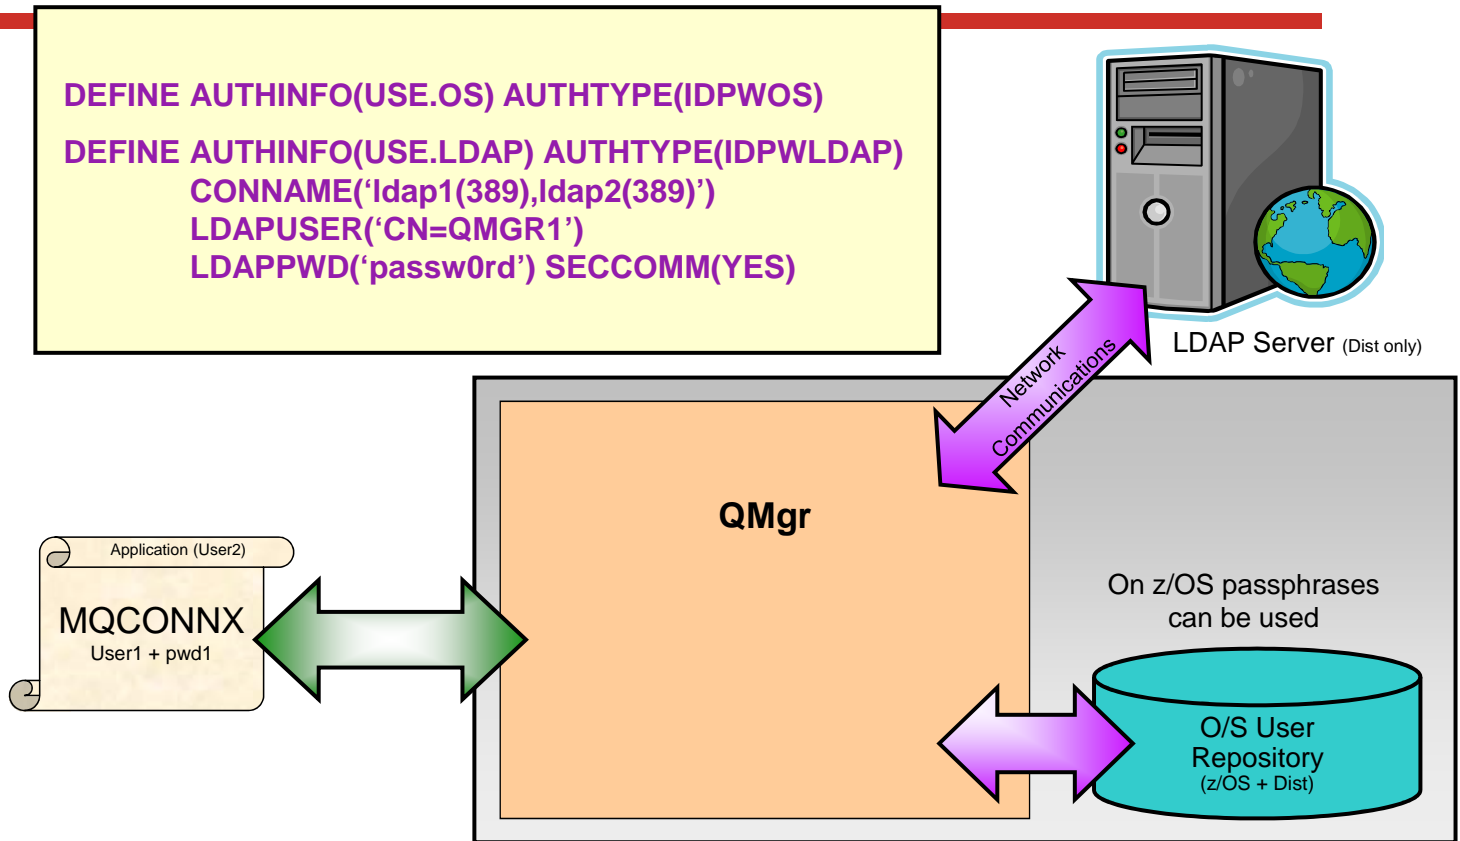 DEFINE AUTHINFO(USE.OS) AUTHTYPE(IDPWOS)
DEFINE AUTHINFO(USE.LDAP) AUTHTYPE(IDPWLDAP)
CONNAME(‘ldap1(389),ldap2(389)’)
LDAPUSER(‘CN=QMGR1’)
LDAPPWD(‘passw0rd’) SECCOMM(YES)
LDAP Server (Dist only)
Network
Communications
QMgr
Application (User2)
MQCONNX
User1 + pwd1
On z/OS passphrases
can be used
O/S User
Repository
(z/OS + Dist)